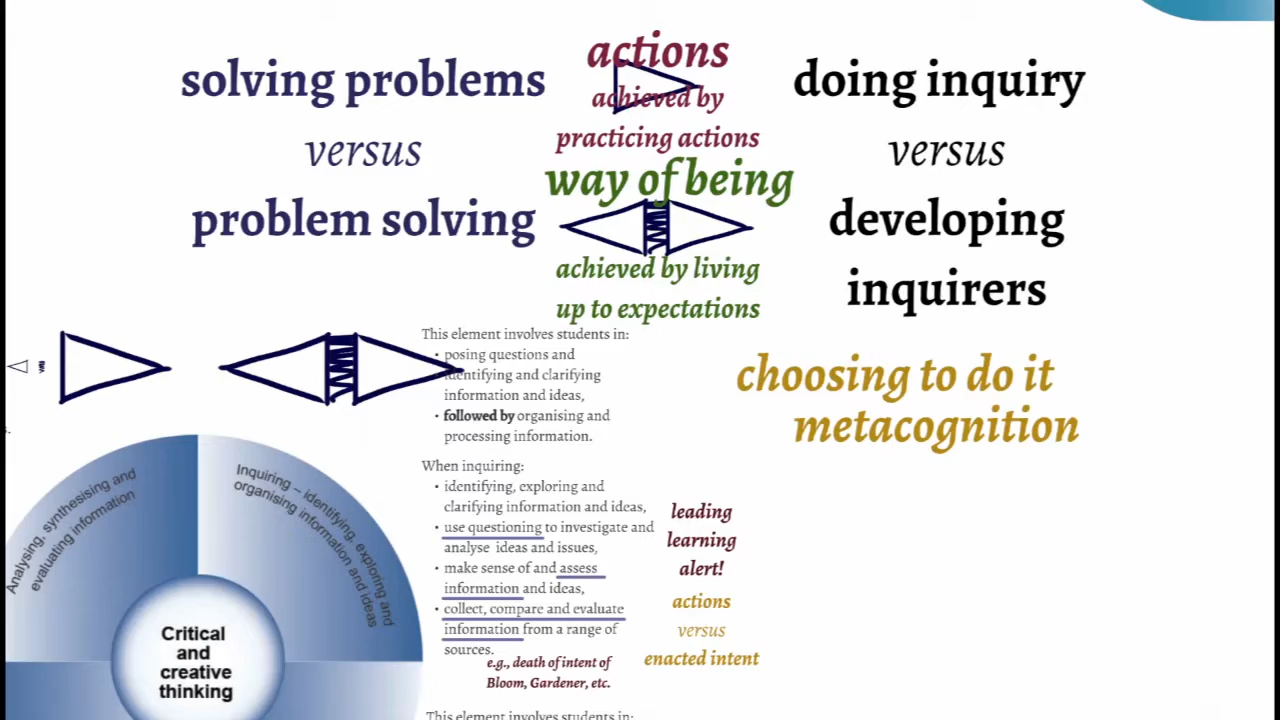 solving problems
versus
problem solving
actions
achieved by
practicing actions
way of being
achieved by living
up to expectations
doing inquiry
versus
developing
inquirers
choosing to do it
metacognition
This element involves students in:
• posing questions and
identifying and clarifying
information and ideas,
• followed by organising and
processing information.
When inquiring:
• identifying, exploring and
clarifying information and ideas,
• use questioning to investigate and
analyse ideas and issues,
• make sense of and assess
information and ideas,
• collect, compare and evaluate
information from a range of
sources.
e.g., death of intent of
Bloom, Gardener, etc.
leading
learning
alert!
actions
versus
enacted intent
Analysing, synthesising and
evaluating information
Inquiring – identifying, exploring and
organising information and ideas
Critical
and
creative
thinking
This element involves students in: